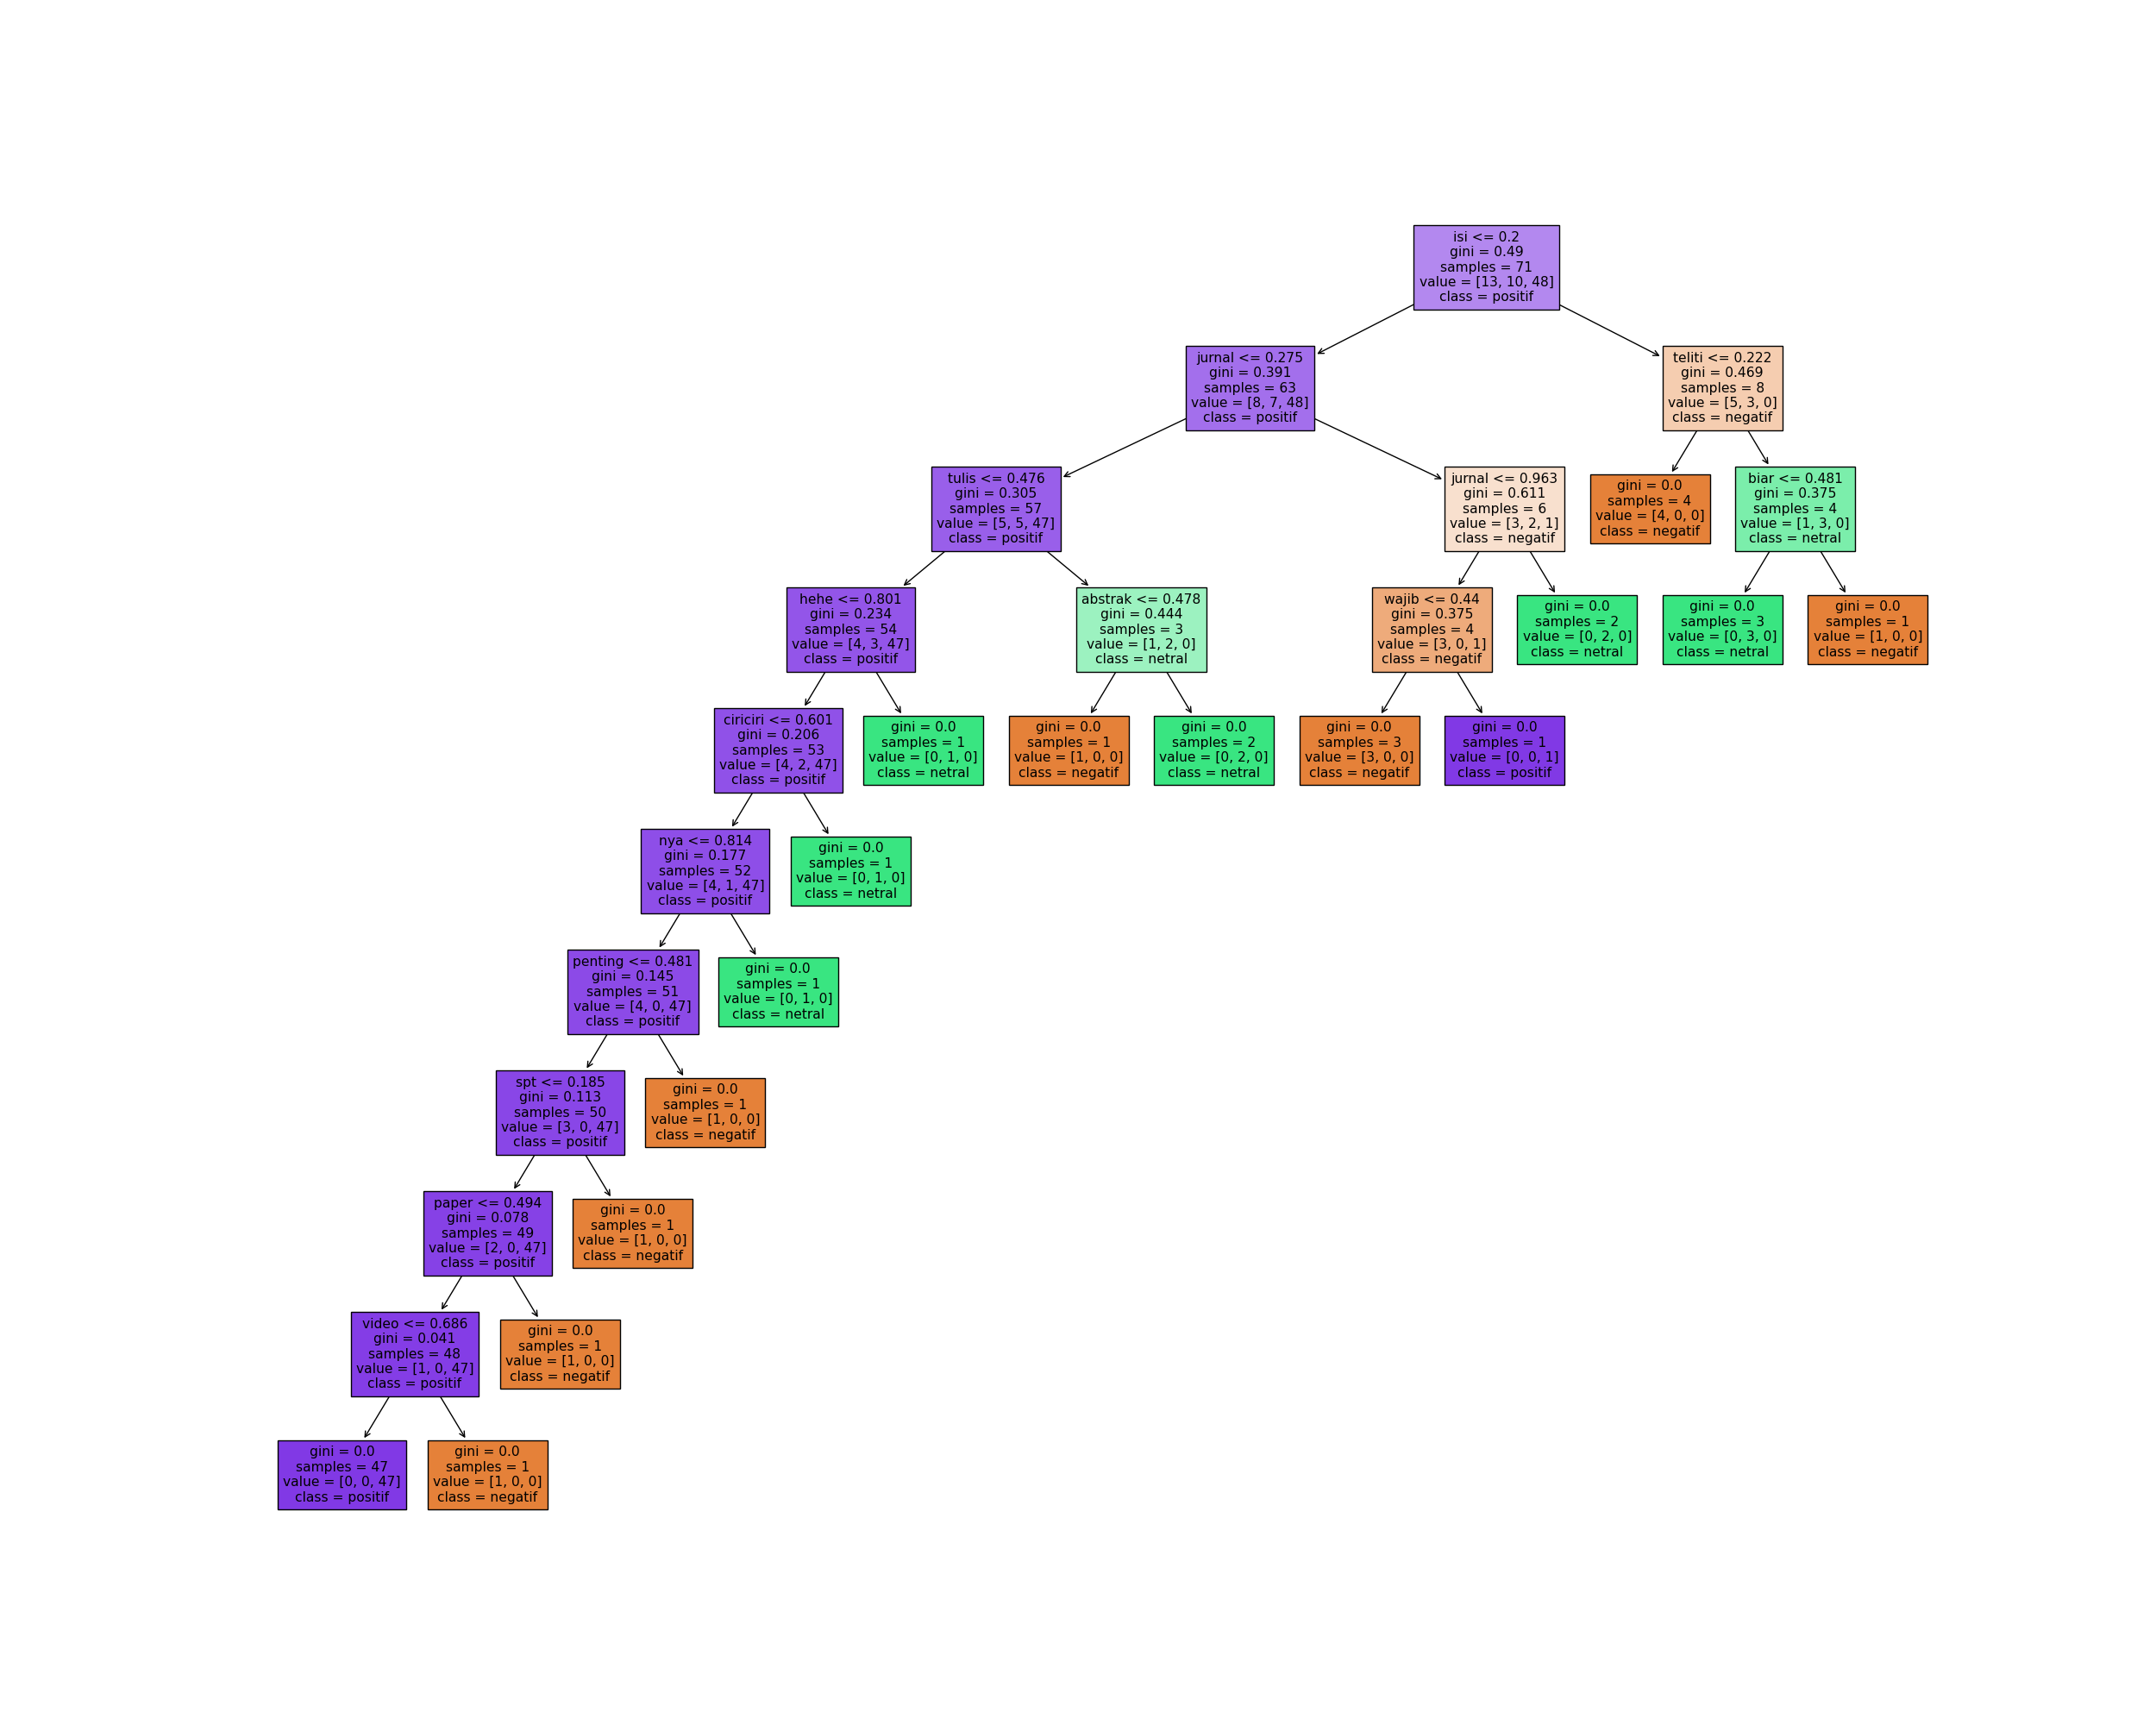 isi <= 0.2
gini = 0.49
samples = 71
value = [13, 10, 48]
class = positif
jurnal <= 0.275
gini = 0.391
samples = 63
value = [8, 7, 48]
class = positif
teliti <= 0.222
gini = 0.469
samples = 8
value = [5, 3, 0]
class = negatif
tulis <= 0.476
gini = 0.305
samples = 57
value = [5, 5, 47]
class = positif
jurnal <= 0.963
gini = 0.611
samples = 6
value = [3, 2, 1]
class = negatif
gini = 0.0
samples = 4
value = [4, 0, 0]
class = negatif
biar <= 0.481
gini = 0.375
samples = 4
value = [1, 3, 0]
class = netral
hehe <= 0.801
gini = 0.234
samples = 54
value = [4, 3, 47]
class = positif
abstrak <= 0.478
gini = 0.444
samples = 3
value = [1, 2, 0]
class = netral
wajib <= 0.44
gini = 0.375
samples = 4
value = [3, 0, 1]
class = negatif
gini = 0.0
samples = 2
value = [0, 2, 0]
class = netral
gini = 0.0
samples = 3
value = [0, 3, 0]
class = netral
gini = 0.0
samples = 1
value = [1, 0, 0]
class = negatif
ciriciri <= 0.601
gini = 0.206
samples = 53
value = [4, 2, 47]
class = positif
gini = 0.0
samples = 1
value = [0, 1, 0]
class = netral
gini = 0.0
samples = 1
value = [1, 0, 0]
class = negatif
gini = 0.0
samples = 2
value = [0, 2, 0]
class = netral
gini = 0.0
samples = 3
value = [3, 0, 0]
class = negatif
gini = 0.0
samples = 1
value = [0, 0, 1]
class = positif
nya <= 0.814
gini = 0.177
samples = 52
value = [4, 1, 47]
class = positif
gini = 0.0
samples = 1
value = [0, 1, 0]
class = netral
penting <= 0.481
gini = 0.145
samples = 51
value = [4, 0, 47]
class = positif
gini = 0.0
samples = 1
value = [0, 1, 0]
class = netral
spt <= 0.185
gini = 0.113
samples = 50
value = [3, 0, 47]
class = positif
gini = 0.0
samples = 1
value = [1, 0, 0]
class = negatif
paper <= 0.494
gini = 0.078
samples = 49
value = [2, 0, 47]
class = positif
gini = 0.0
samples = 1
value = [1, 0, 0]
class = negatif
video <= 0.686
gini = 0.041
samples = 48
value = [1, 0, 47]
class = positif
gini = 0.0
samples = 1
value = [1, 0, 0]
class = negatif
gini = 0.0
samples = 47
value = [0, 0, 47]
class = positif
gini = 0.0
samples = 1
value = [1, 0, 0]
class = negatif